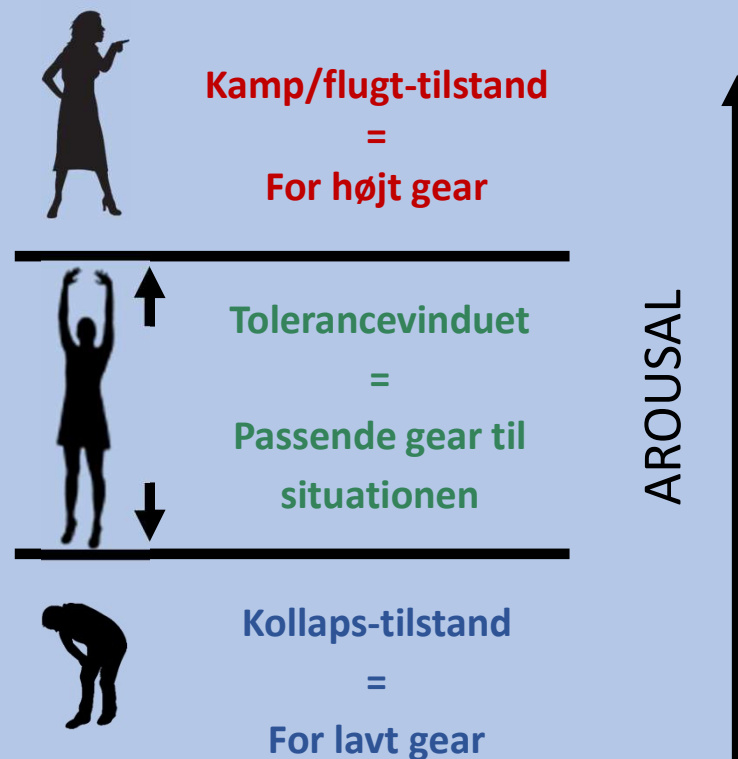 Kamp/flugt-tilstand
=
For højt gear
Tolerancevinduet
=
Passende gear til
situationen
Kollaps-tilstand
=
For lavt gear
AROUSAL